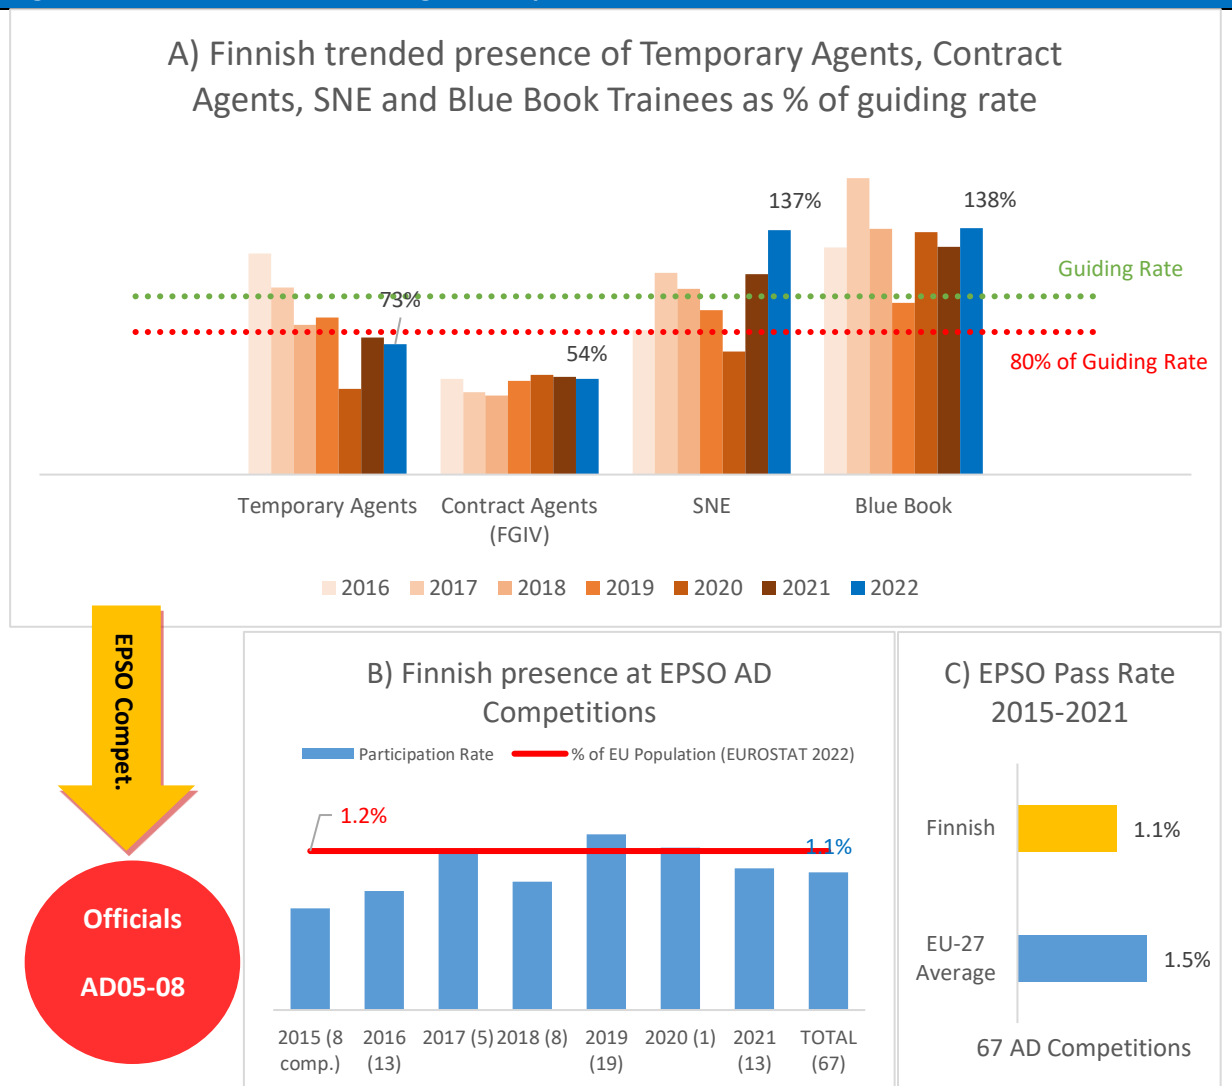 A) Finnish trended presence of Temporary Agents, Contract
Agents, SNE and Blue Book Trainees as % of guiding rate
137%
138%
Guiding Rate
73%
54%
80% of Guiding Rate
Temporary Agents
Contract Agents
(FGIV)
SNE
Blue Book
2016
2017
2018
2019
2020
2021
2022
EPSO Compet.
Officials
AD05-08
B) Finnish presence at EPSO AD
Competitions
Participation Rate
% of EU Population (EUROSTAT 2022)
1.2%
1.1%
2015 (8
comp.)
2016
(13)
2017 (5)
2018 (8)
2019
(19)
2020 (1)
2021
(13)
TOTAL
(67)
C) EPSO Pass Rate
2015-2021
Finnish
1.1%
EU-27
Average
1.5%
67 AD Competitions